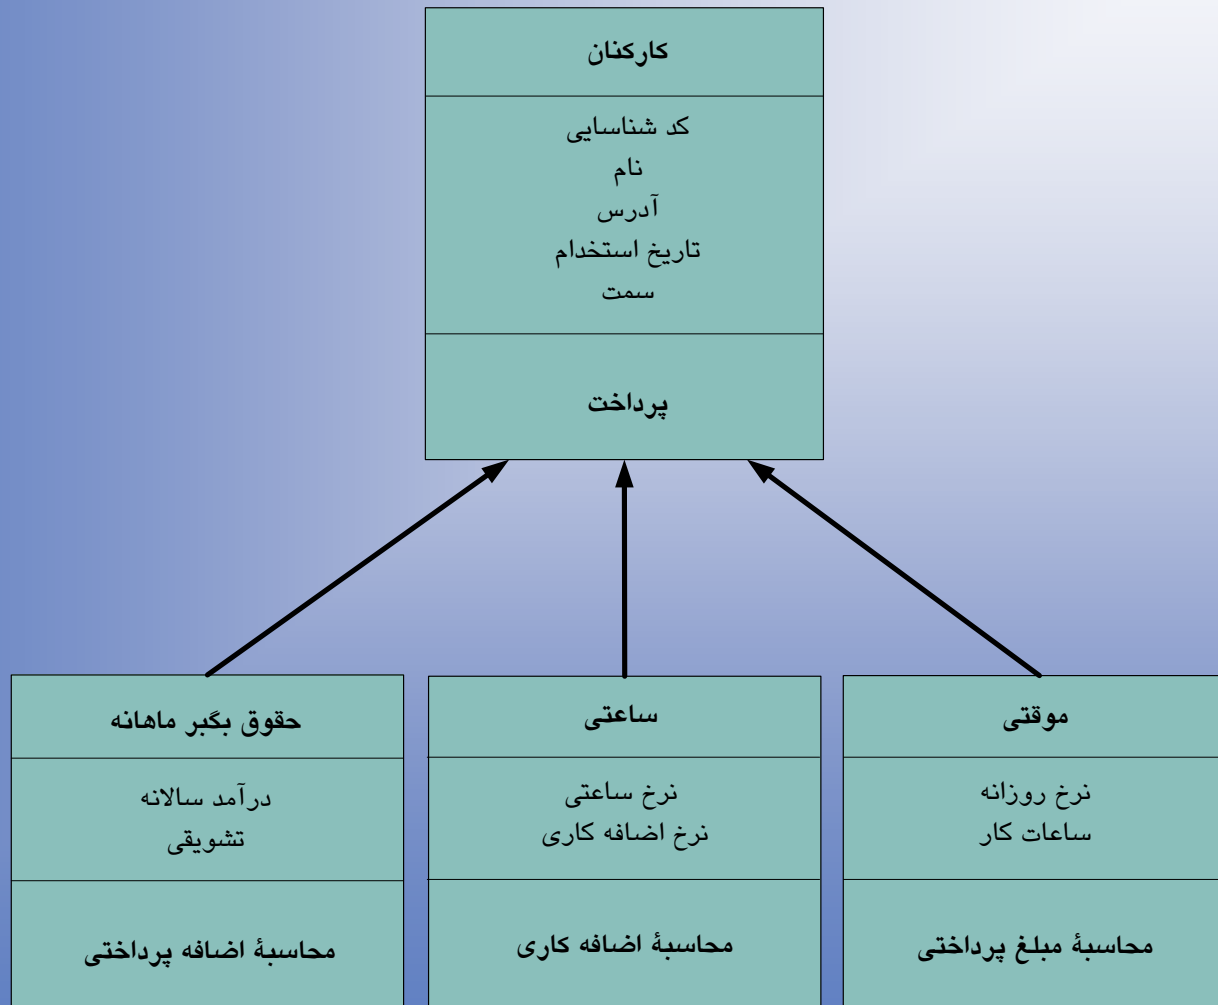 کارکنان
کد شناسایی
نام
آدرس
تاریخ استخدام
سمت
پرداخت
موقتی
نرخ روزانه
ساعات کار
محاسبهٔ مبلغ پرداختی
ساعتی
نرخ ساعتی
نرخ اضافه کاری
محاسبهٔ اضافه کاری
حقوق بگبر ماهانه
درآمد سالانه
تشویقی
محاسبهٔ اضافه پرداختی